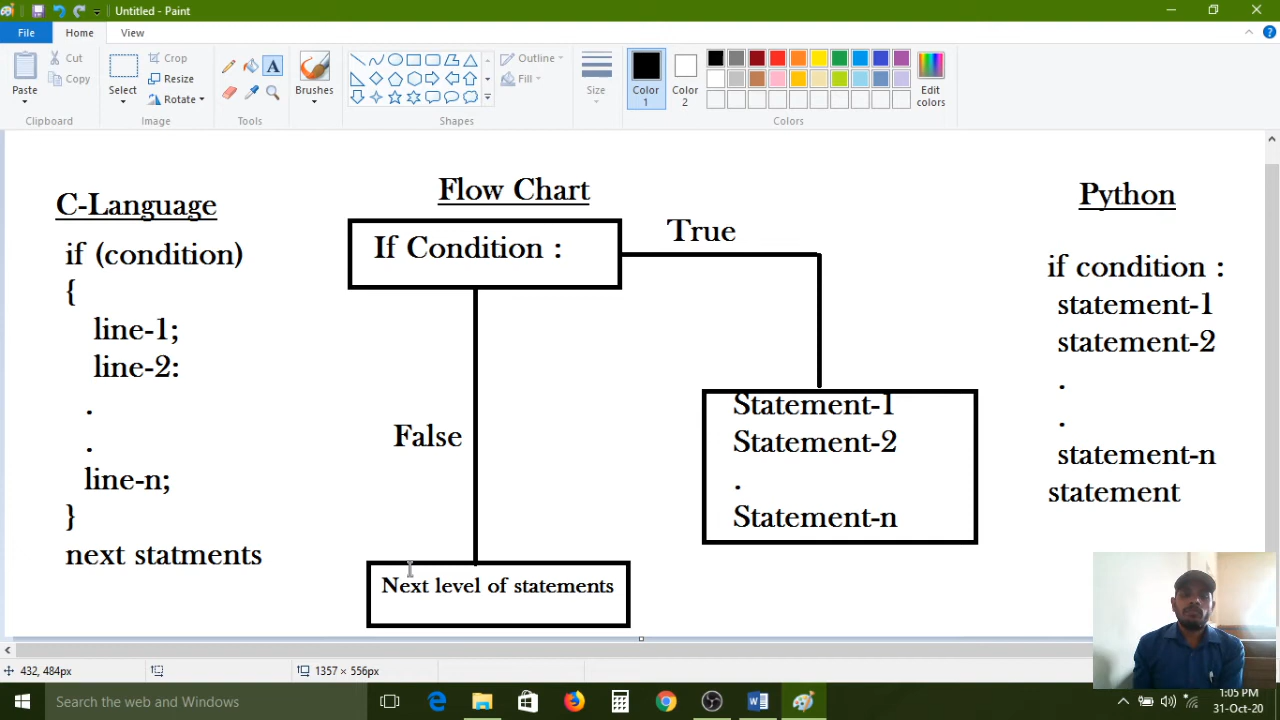 Untitled - Paint
File Home View
Paste
Cut
Copy
Clipboard
Select
Crop
Resize
Rotate
Image
Tools
Brushes
Shapes
Outline
Fill
Size
Color 1
Color 2
Colors
Edit colors
C-Language
if (condition)
{
line-1;
line-2:
.
.
line-n;
}
next statments
Flow Chart
If Condition :
True
False
Statement-1
Statement-2
.
Statement-n
Next level of statements
Python
if condition :
statement-1
statement-2
.
.
statement-n
statement
432, 484px
1357 × 556px
Search the web and Windows
1:05 PM
31-Oct-20